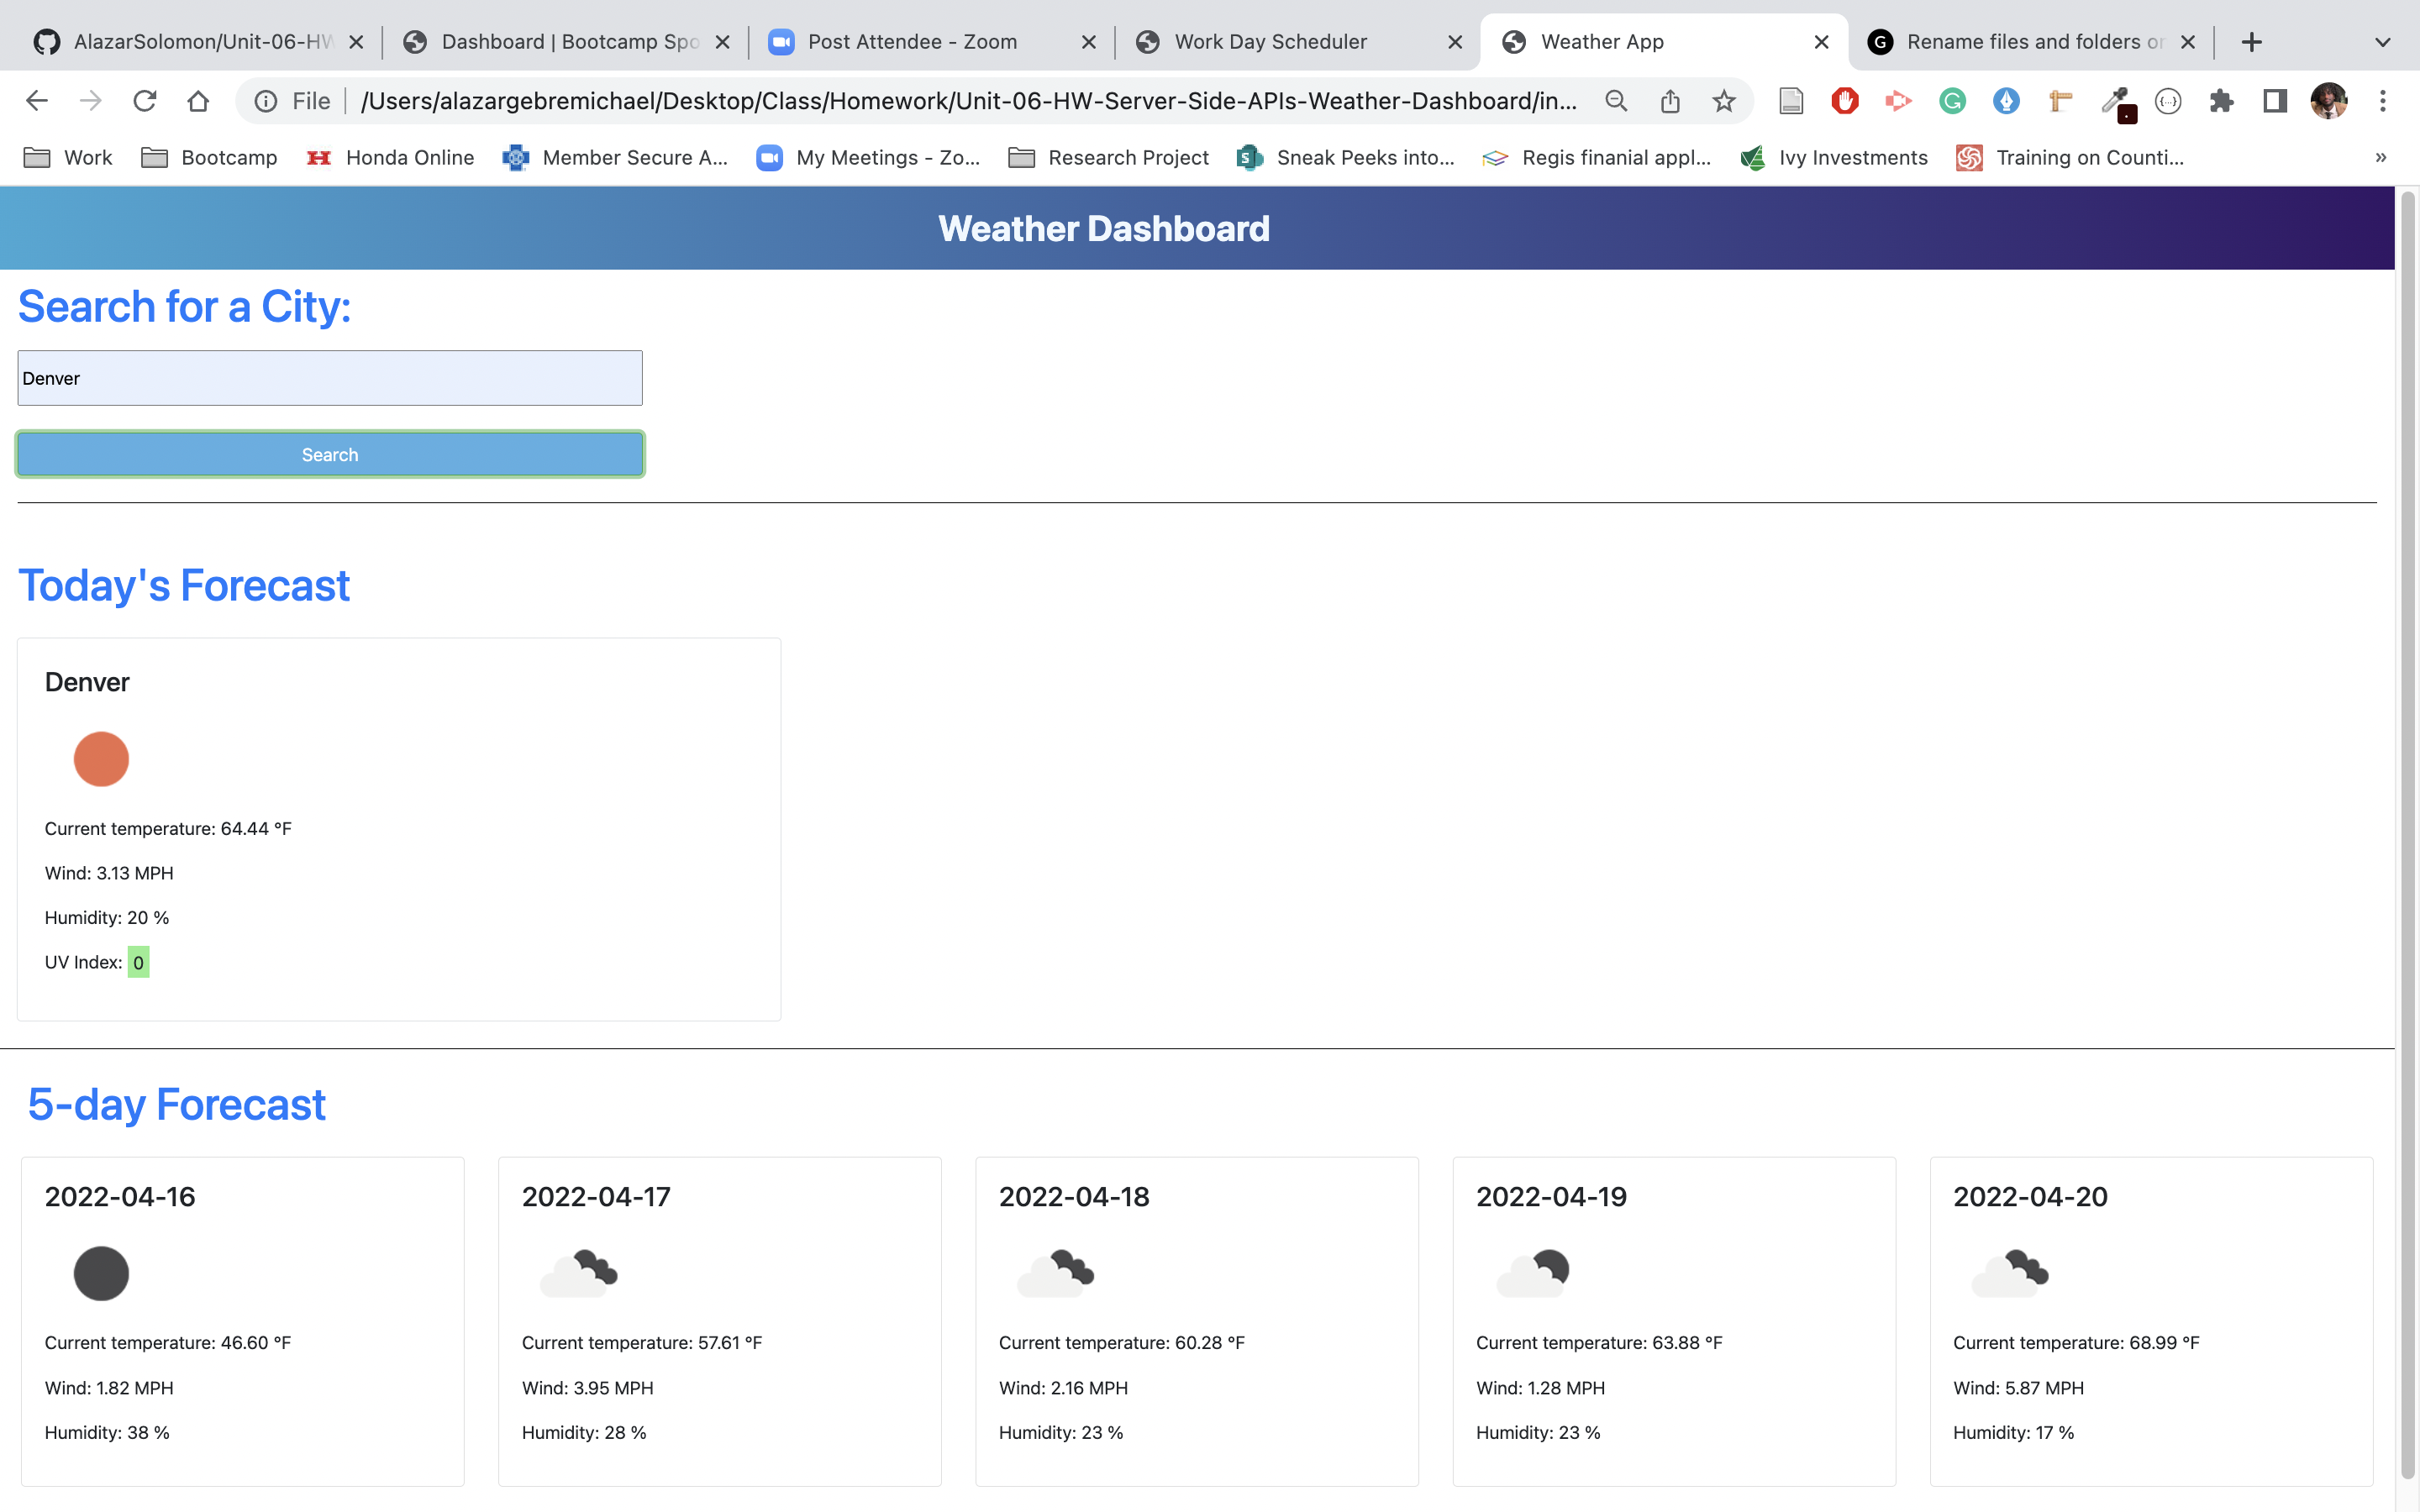 AlazarSolomon/Unit-06-HW
Dashboard | Bootcamp Spo
Post Attendee - Zoom
Work Day Scheduler
Weather App
G
Rename files and folders or
File
/Users/alazargebremichael/Desktop/Class/Homework/Unit-06-HW-Server-Side-APIs-Weather-Dashboard/in...
Work
Bootcamp
Honda Online
Member Secure A...
My Meetings - Zo...
Research Project
Sneak Peeks into...
Regis finanial appl...
Ivy Investments
Training on Counti...
»
Weather Dashboard
Search for a City:
Denver
Search
Today's Forecast
Denver
Current temperature: 64.44 °F
Wind: 3.13 MPH
Humidity: 20 %
UV Index: 0
5-day Forecast
2022-04-16
Current temperature: 46.60 °F
Wind: 1.82 MPH
Humidity: 38 %
2022-04-17
Current temperature: 57.61 °F
Wind: 3.95 MPH
Humidity: 28 %
2022-04-18
Current temperature: 60.28 °F
Wind: 2.16 MPH
Humidity: 23 %
2022-04-19
Current temperature: 63.88 °F
Wind: 1.28 MPH
Humidity: 23 %
2022-04-20
Current temperature: 68.99 °F
Wind: 5.87 MPH
Humidity: 17 %